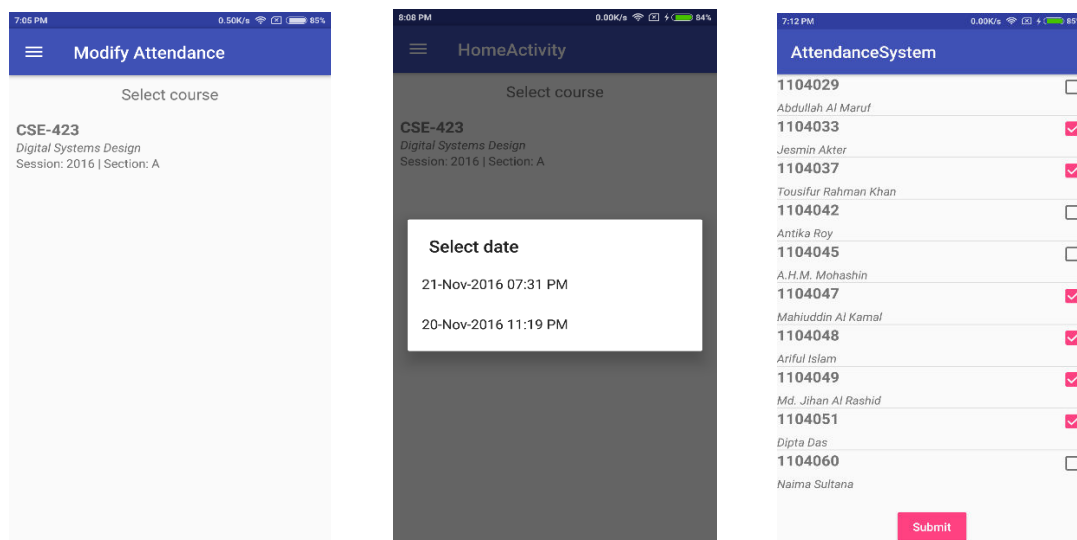 7:05 PM
0.50K/s
85%
Modify Attendance
Select course
CSE-423
Digital Systems Design
Session: 2016 | Section: A
8:08 PM
0.00K/s
84%
HomeActivity
Select course
CSE-423
Digital Systems Design
Session: 2016 | Section: A
Select date
21-Nov-2016 07:31 PM
20-Nov-2016 11:19 PM
7:12 PM
0.00K/s
AttendanceSystem
1104029
Abdullah Al Maruf
1104033
Jesmin Akter
1104037
Tousifur Rahman Khan
1104042
Antika Roy
1104045
A.H.M. Mohashin
1104047
Mahiuddin Al Kamal
1104048
Ariful Islam
1104049
Md. Jihan Al Rashid
1104051
Dipta Das
1104060
Naima Sultana
Submit